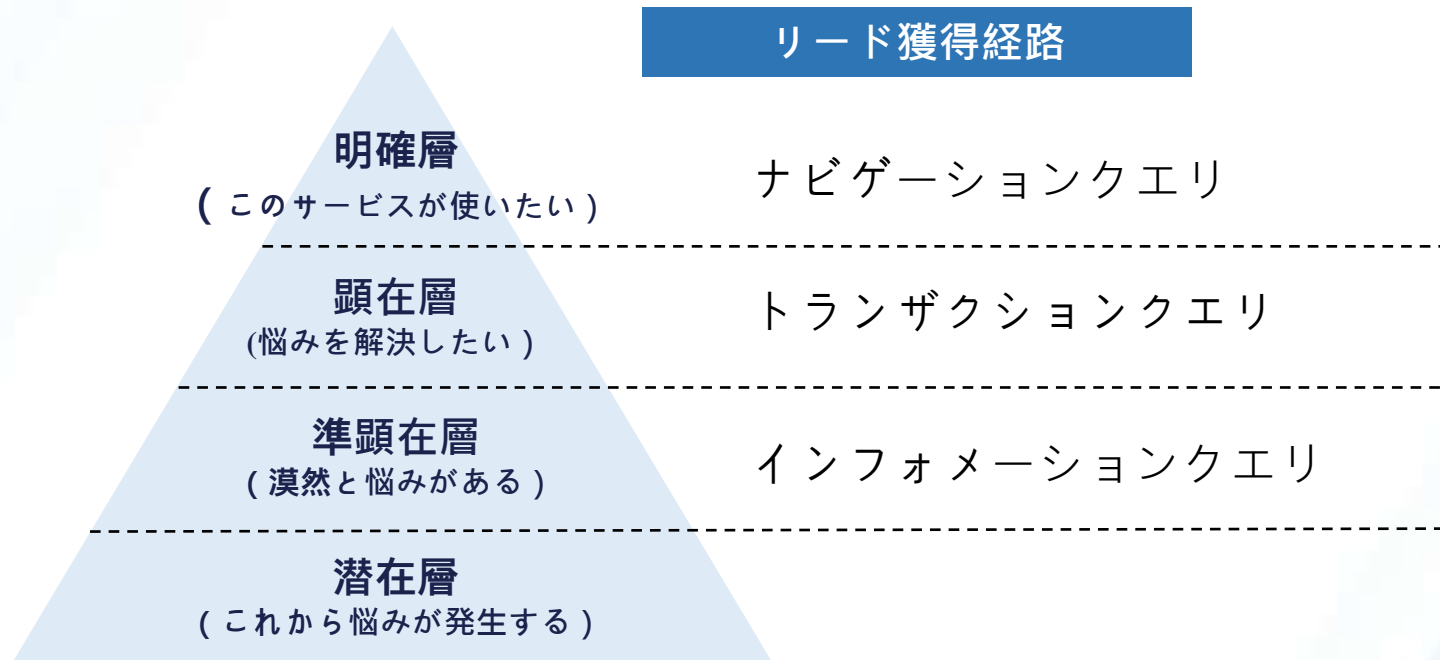 リード獲得経路
明確層
( このサービスが使いたい )
ナビゲーションクエリ
顕在層
(悩みを解決したい )
トランザクションクエリ
準顕在層
( 漠然と悩みがある )
インフォメーションクエリ
潜在層
( これから悩みが発生する )